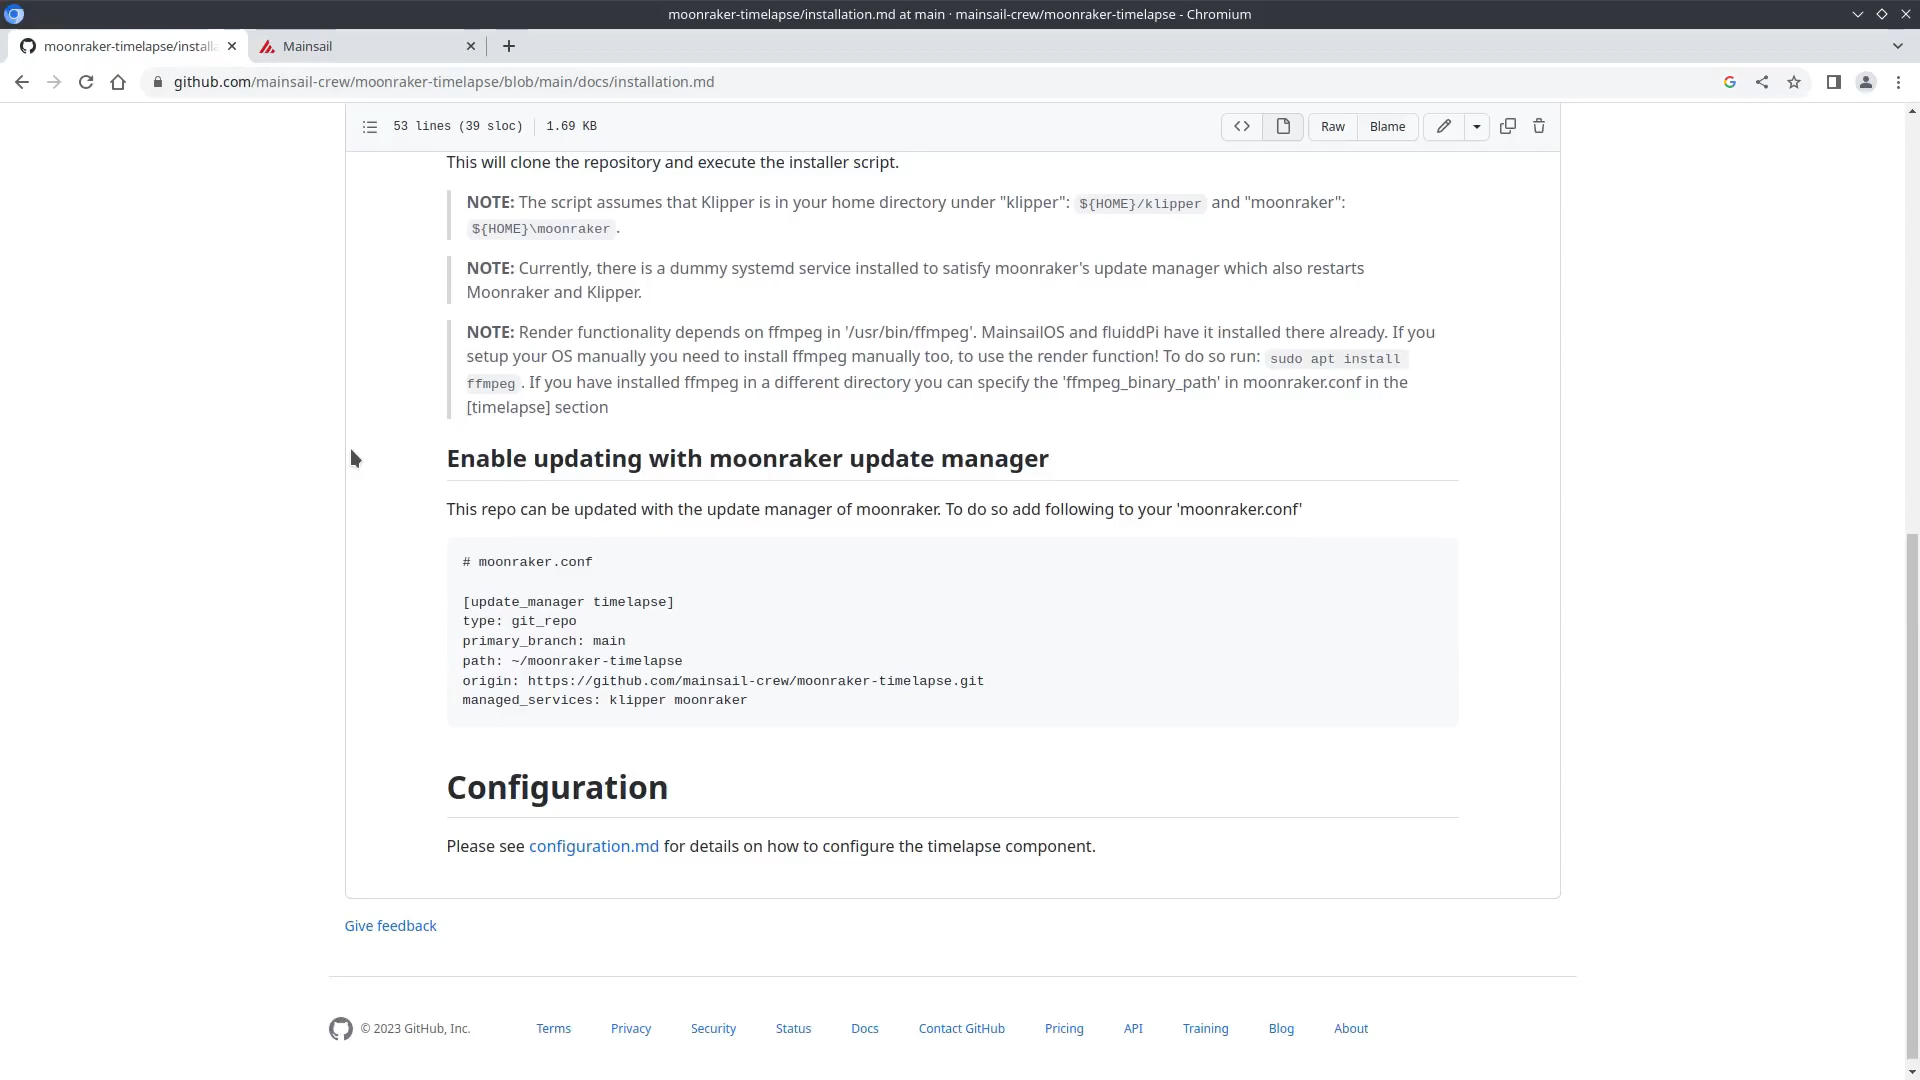 moonraker-timelapse/installation.md at main · mainsail-crew/moonraker-timelapse - Chromium
moonraker-timelapse/installa
Mainsail
github.com/mainsail-crew/moonraker-timelapse/blob/main/docs/installation.md
53 lines (39 sloc) 1.69 KB
Raw Blame
This will clone the repository and execute the installer script.
NOTE: The script assumes that Klipper is in your home directory under "klipper": ${HOME}/klipper and "moonraker":
${HOME}\moonraker .
NOTE: Currently, there is a dummy systemd service installed to satisfy moonraker's update manager which also restarts
Moonraker and Klipper.
NOTE: Render functionality depends on ffmpeg in '/usr/bin/ffmpeg'. MainsailOS and fluiddPi have it installed there already. If you
setup your OS manually you need to install ffmpeg manually too, to use the render function! To do so run: sudo apt install
ffmpeg . If you have installed ffmpeg in a different directory you can specify the 'ffmpeg_binary_path' in moonraker.conf in the
[timelapse] section
Enable updating with moonraker update manager
This repo can be updated with the update manager of moonraker. To do so add following to your 'moonraker.conf'
# moonraker.conf
[update_manager timelapse]
type: git_repo
primary_branch: main
path: ~/moonraker-timelapse
origin: https://github.com/mainsail-crew/moonraker-timelapse.git
managed_services: klipper moonraker
Configuration
Please see configuration.md for details on how to configure the timelapse component.
Give feedback
© 2023 GitHub, Inc. Terms Privacy Security Status Docs Contact GitHub Pricing API Training Blog About